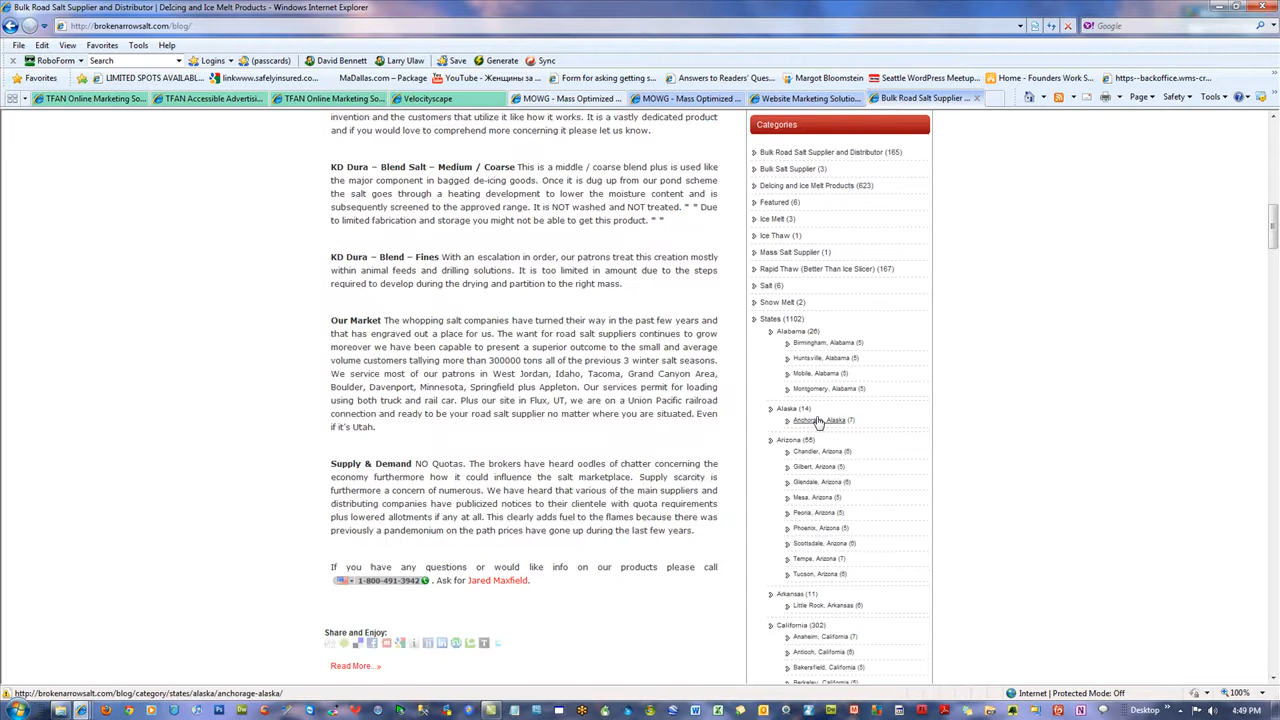 Bulk Road Salt Supplier and Distributor | DeIcing and Ice Melt Products - Windows Internet Explorer
http://brokenarrowsalt.com/blog/
Google
File Edit View Favorites Tools Help
RoboForm Search Logins (passcards) David Bennett Larry Ulaw Save Generate Sync
Favorites LIMITED SPOTS AVAILABL... linkwww.safelyinsured.co... MaDallas.com – Package YouTube - Женщины за ... Form for asking getting s... Answers to Readers' Ques... Margot Bloomstein Seattle WordPress Meetup... Home - Founders Work S... https://backoffice.wms-cr...
TFAN Online Marketing So... TFAN Accessible Advertisi... TFAN Online Marketing So... Velocityscape MOWG - Mass Optimized ... MOWG - Mass Optimized ... Website Marketing Solutio... Bulk Road Salt Supplier ... Page Safety Tools
invention and the customers that utilize it like how it works. It is a vastly dedicated product
and if you would love to comprehend more concerning it please let us know.
KD Dura – Blend Salt – Medium / Coarse This is a middle / coarse blend plus is used like
the major component in bagged de-icing goods. Once it is dug up from our pond scheme
the salt goes through a heating development to lower the moisture content and is
subsequently screened to the approved range. It is NOT washed and NOT treated. " " Due
to limited fabrication and storage you might not be able to get this product. " "
KD Dura – Blend – Fines With an escalation in order, our patrons treat this creation mostly
within animal feeds and drilling solutions. It is too limited in amount due to the steps
required to develop during the drying and partition to the right mass.
Our Market The whopping salt companies have turned their way in the past few years and
that has engraved out a place for us. The want for road salt suppliers continues to grow
moreover we have been capable to present a superior outcome to the small and average
volume customers tallying more than 300000 tons all of the previous 3 winter salt seasons.
We service most of our patrons in West Jordan, Idaho, Tacoma, Grand Canyon Area,
Boulder, Davenport, Minnesota, Springfield plus Appleton. Our services permit for loading
using both truck and rail car. Plus our site in Flux, UT, we are on a Union Pacific railroad
connection and ready to be your road salt supplier no matter where you are situated. Even
if it's Utah.
Supply & Demand NO Quotas. The brokers have heard oodles of chatter concerning the
economy furthermore how it could influence the salt marketplace. Supply scarcity is
furthermore a concern of numerous. We have heard that various of the main suppliers and
distributing companies have publicized notices to their clientele with quota requirements
plus lowered allotments if any at all. This clearly adds fuel to the flames because there was
previously a pandemonium on the path prices have gone up during the last few years.
If you have any questions or would like info on our products please call
1-800-491-3942 . Ask for Jared Maxfield.
Share and Enjoy:
Read More...»
Categories
Bulk Road Salt Supplier and Distributor (165)
Bulk Salt Supplier (3)
DeIcing and Ice Melt Products (623)
Featured (6)
Ice Melt (3)
Ice Thaw (1)
Mass Salt Supplier (1)
Rapid Thaw (Better Than Ice Slicer) (167)
Salt (6)
Snow Melt (2)
States (1102)
Alabama (26)
Birmingham, Alabama (5)
Huntsville, Alabama (5)
Mobile, Alabama (5)
Montgomery, Alabama (5)
Alaska (14)
Alaska (7)
Arizona (56)
Chandler, Arizona (6)
Gilbert, Arizona (5)
Glendale, Arizona (6)
Mesa, Arizona (5)
Peoria, Arizona (5)
Phoenix, Arizona (5)
Scottsdale, Arizona (6)
Tempe, Arizona (7)
Tucson, Arizona (6)
Arkansas (11)
Little Rock, Arkansas (6)
California (302)
Anaheim, California (7)
Antioch, California (6)
Bakersfield, California (5)
Berkeley, California (5)
http://brokenarrowsalt.com/blog/category/states/alaska/anchorage-alaska/
Internet | Protected Mode: Off 100%
Desktop 4:49 PM